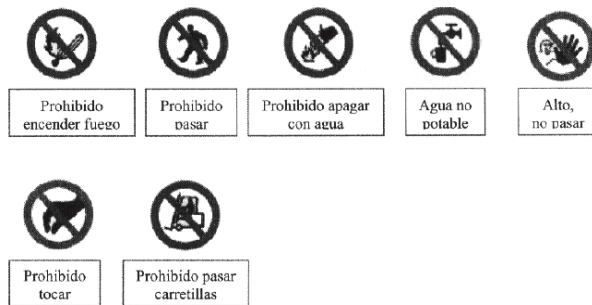 Prohibido
encender fuego
Prohibido
pasar
Prohibido apagar
con agua
Agua no
potable
Alto,
no pasar
Prohibido
tocar
Prohibido pasar
carretillas